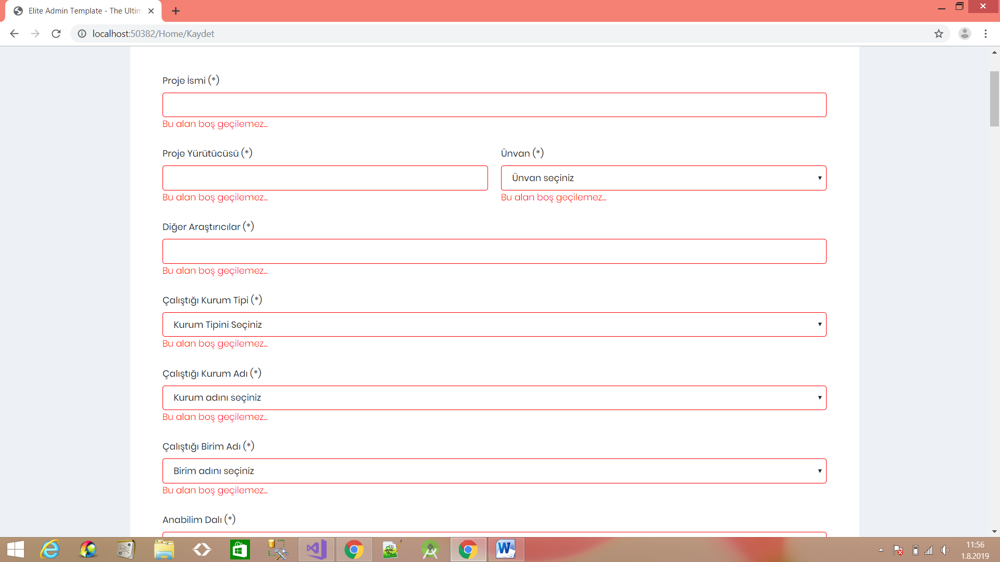 Elite Admin Template - The Ultim
localhost:50382/Home/Kaydet
Proje İsmi (*)
Bu alan boş geçilemez...
Proje Yürütücüsü (*)
Ünvan (*)
Ünvan seçiniz
Bu alan boş geçilemez...
Bu alan boş geçilemez...
Diğer Araştırıcılar (*)
Bu alan boş geçilemez...
Çalıştığı Kurum Tipi (*)
Kurum Tipini Seçiniz
Bu alan boş geçilemez...
Çalıştığı Kurum Adı (*)
Kurum adını seçiniz
Bu alan boş geçilemez...
Çalıştığı Birim Adı (*)
Birim adını seçiniz
Bu alan boş geçilemez...
Anabilim Dalı (*)
11:56
1.8.2019